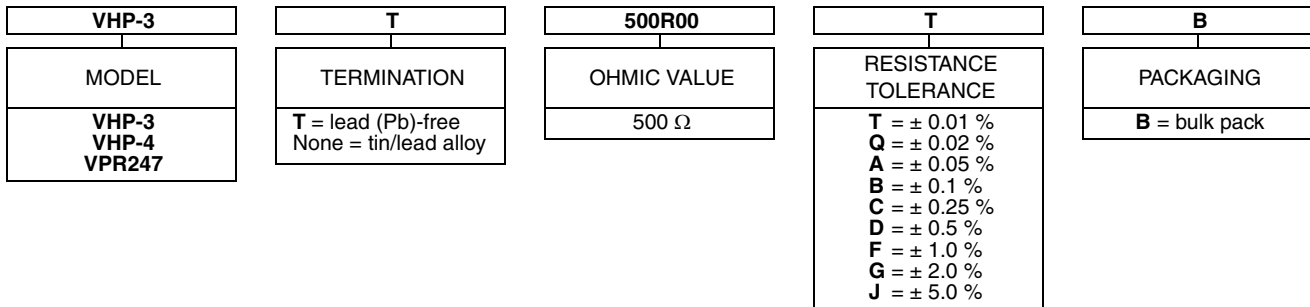 VHP-3 T 500R00 T B
MODEL TERMINATION OHMIC VALUE RESISTANCE TOLERANCE PACKAGING
VHP-3
VHP-4
VPR247
T = lead (Pb)-free
None = tin/lead alloy
500 Ω
T = ± 0.01 %
Q = ± 0.02 %
A = ± 0.05 %
B = ± 0.1 %
C = ± 0.25 %
D = ± 0.5 %
F = ± 1.0 %
G = ± 2.0 %
J = ± 5.0 %
B = bulk pack